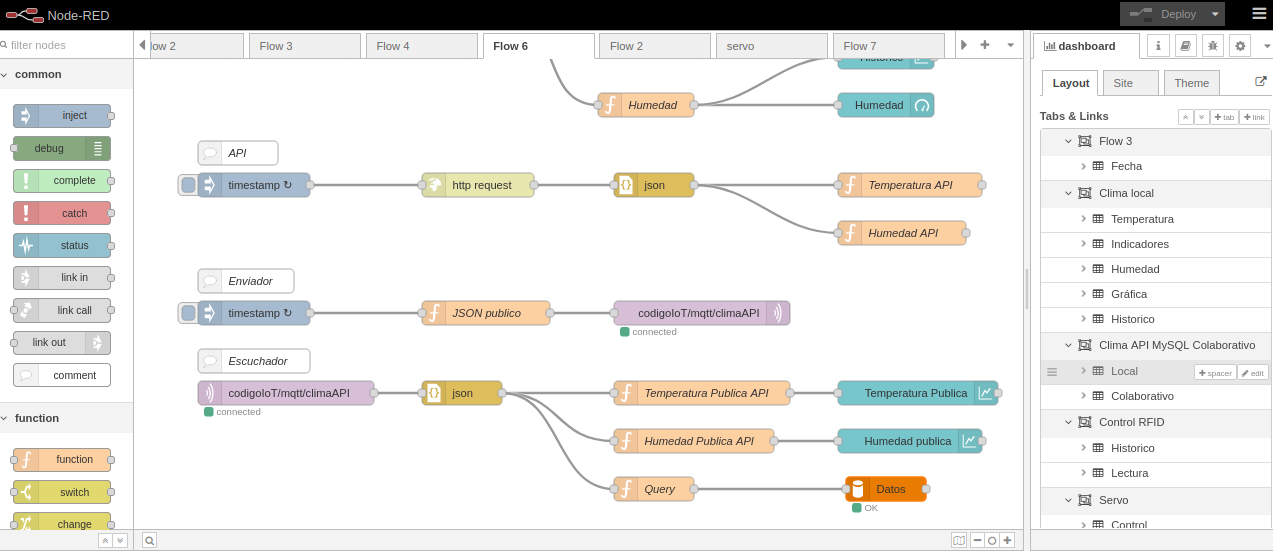 Node-RED
Deploy
filter nodes
common
inject
debug
complete
catch
status
link in
link call
link out
comment
function
function
switch
change
low 2
Flow 3
Flow 4
Flow 6
Flow 2
servo
Flow 7
Historico
Humedad
Humedad
API
timestamp ↻
http request
json
Temperatura API
Humedad API
Enviador
timestamp ↻
JSON publico
codigoIoT/mqtt/climaAPI
connected
Escuchador
codigoIoT/mqtt/climaAPI
connected
json
Temperatura Publica API
Temperatura Publica
Humedad Publica API
Humedad publica
Query
Datos
OK
dashboard
Layout
Site
Theme
Tabs & Links
tab
link
Flow 3
Fecha
Clima local
Temperatura
Indicadores
Humedad
Gráfica
Historico
Clima API MySQL Colaborativo
Local
spacer
edit
Colaborativo
Control RFID
Historico
Lectura
Servo
Control